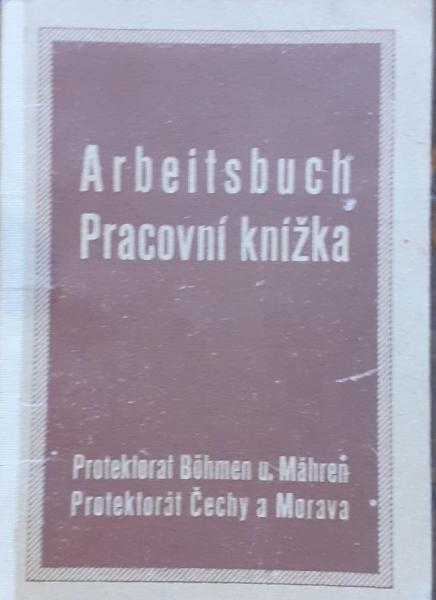 Arbeitsbuch
Pracovní knížka
Protektorat Böhmen u. Mähren
Protektorát Čechy a Morava